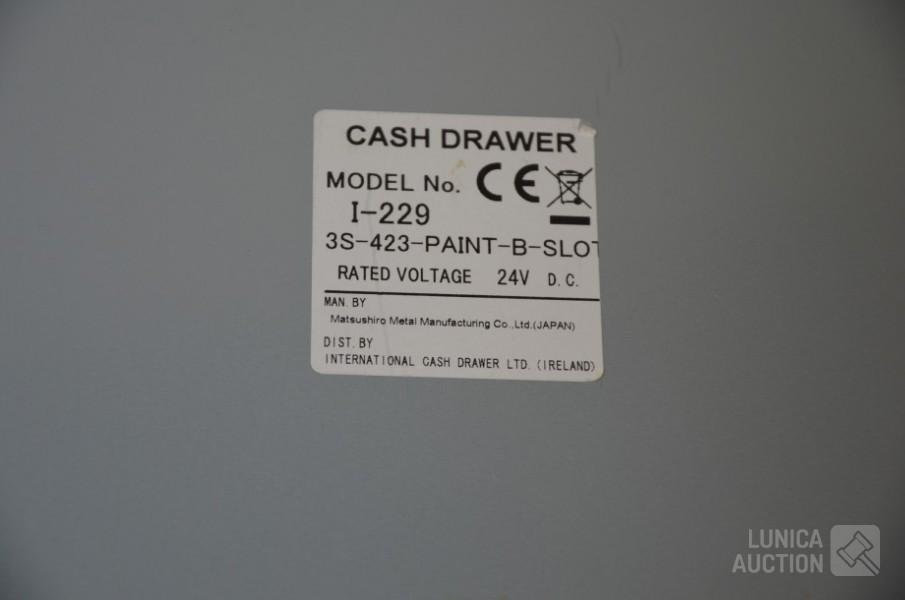 CASH DRAWER
MODEL No. CE
I-229
3S-423-PAINT-B-SLOT
RATED VOLTAGE 24V D.C.
MAN. BY
Matsushiro Metal Manufacturing Co.,Ltd.(JAPAN)
DIST. BY
INTERNATIONAL CASH DRAWER LTD. (IRELAND)
LUNICA
AUCTION